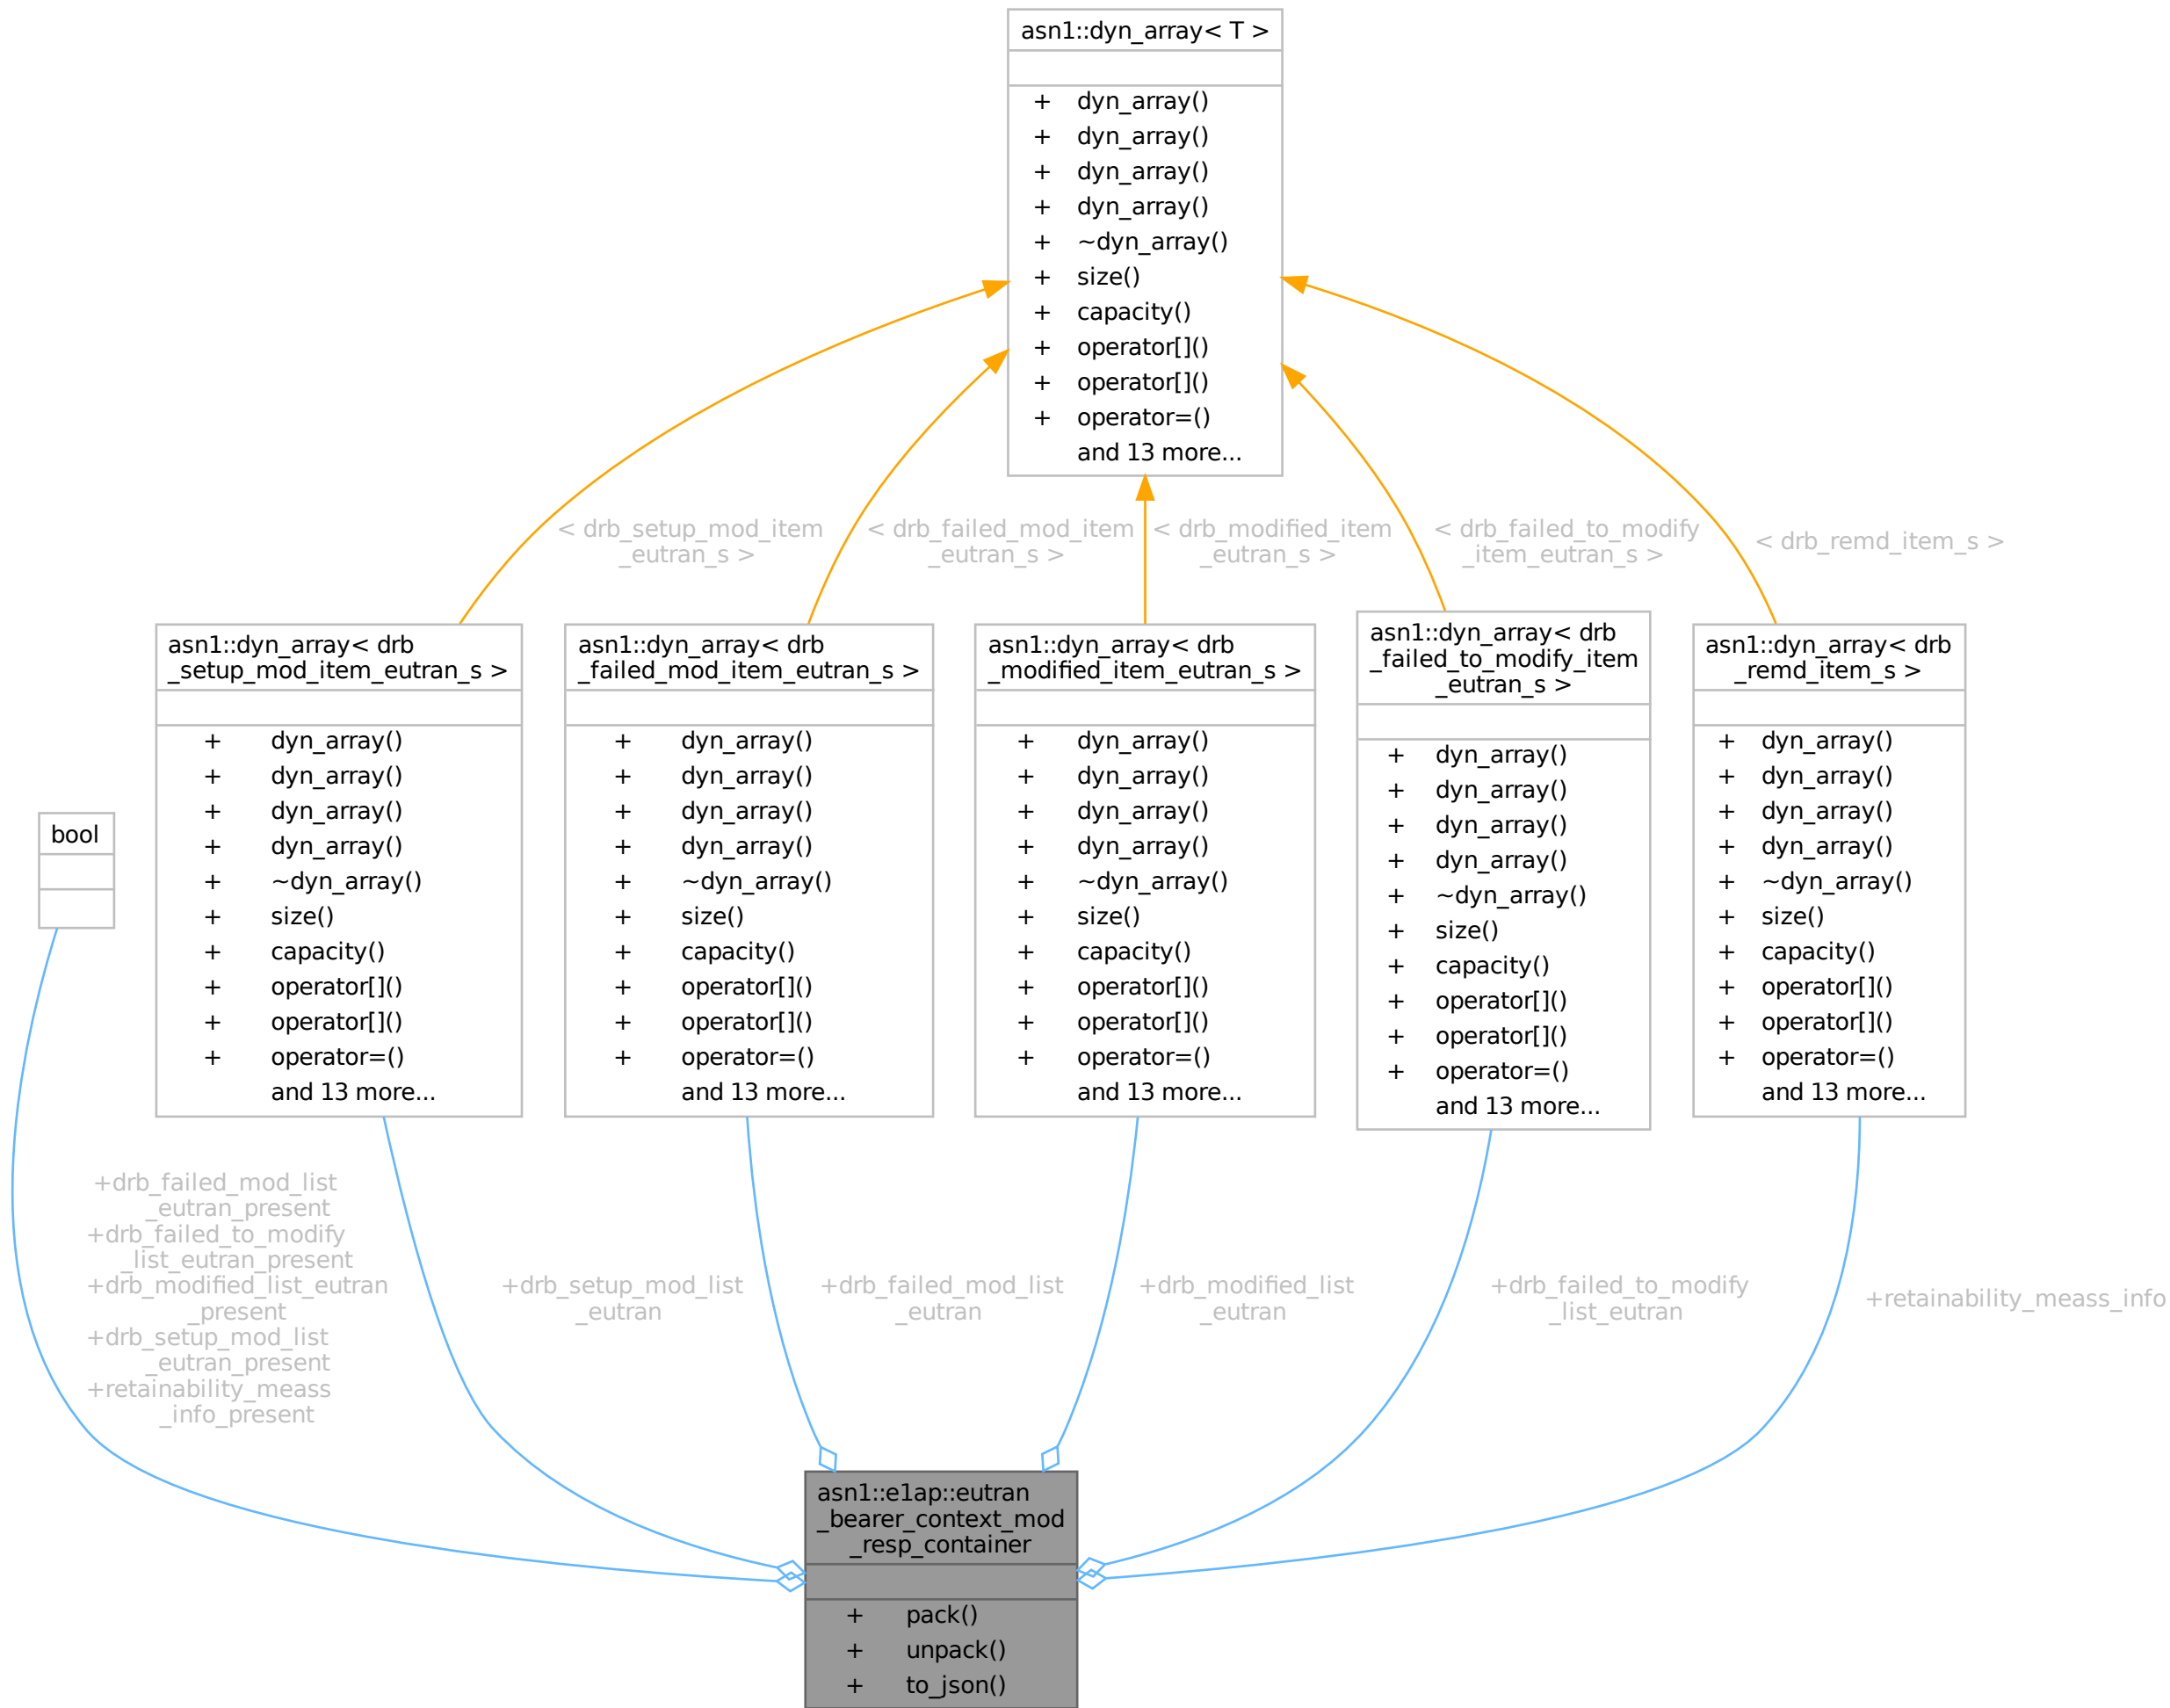 asn1::dyn_array< T >
+ dyn_array()
+ dyn_array()
+ dyn_array()
+ dyn_array()
+ ~dyn_array()
+ size()
+ capacity()
+ operator[]()
+ operator[]()
+ operator=()
and 13 more...
< drb_setup_mod_item
_eutran_s >
< drb_failed_mod_item
_eutran_s >
< drb_modified_item
_eutran_s >
< drb_failed_to_modify
_item_eutran_s >
< drb_remd_item_s >
bool
asn1::dyn_array< drb
_setup_mod_item_eutran_s >
+ dyn_array()
+ dyn_array()
+ dyn_array()
+ dyn_array()
+ ~dyn_array()
+ size()
+ capacity()
+ operator[]()
+ operator[]()
+ operator=()
and 13 more...
asn1::dyn_array< drb
_failed_mod_item_eutran_s >
+ dyn_array()
+ dyn_array()
+ dyn_array()
+ dyn_array()
+ ~dyn_array()
+ size()
+ capacity()
+ operator[]()
+ operator[]()
+ operator=()
and 13 more...
asn1::dyn_array< drb
_modified_item_eutran_s >
+ dyn_array()
+ dyn_array()
+ dyn_array()
+ dyn_array()
+ ~dyn_array()
+ size()
+ capacity()
+ operator[]()
+ operator[]()
+ operator=()
and 13 more...
asn1::dyn_array< drb
_failed_to_modify_item
_eutran_s >
+ dyn_array()
+ dyn_array()
+ dyn_array()
+ dyn_array()
+ ~dyn_array()
+ size()
+ capacity()
+ operator[]()
+ operator[]()
+ operator=()
and 13 more...
asn1::dyn_array< drb
_remd_item_s >
+ dyn_array()
+ dyn_array()
+ dyn_array()
+ dyn_array()
+ ~dyn_array()
+ size()
+ capacity()
+ operator[]()
+ operator[]()
+ operator=()
and 13 more...
+drb_failed_mod_list
_eutran_present
+drb_failed_to_modify
_list_eutran_present
+drb_modified_list_eutran
_present
+drb_setup_mod_list
_eutran_present
+retainability_meass
_info_present
+drb_setup_mod_list
_eutran
+drb_failed_mod_list
_eutran
+drb_modified_list
_eutran
+drb_failed_to_modify
_list_eutran
+retainability_meass_info
asn1::e1ap::eutran
_bearer_context_mod
_resp_container
+ pack()
+ unpack()
+ to_json()